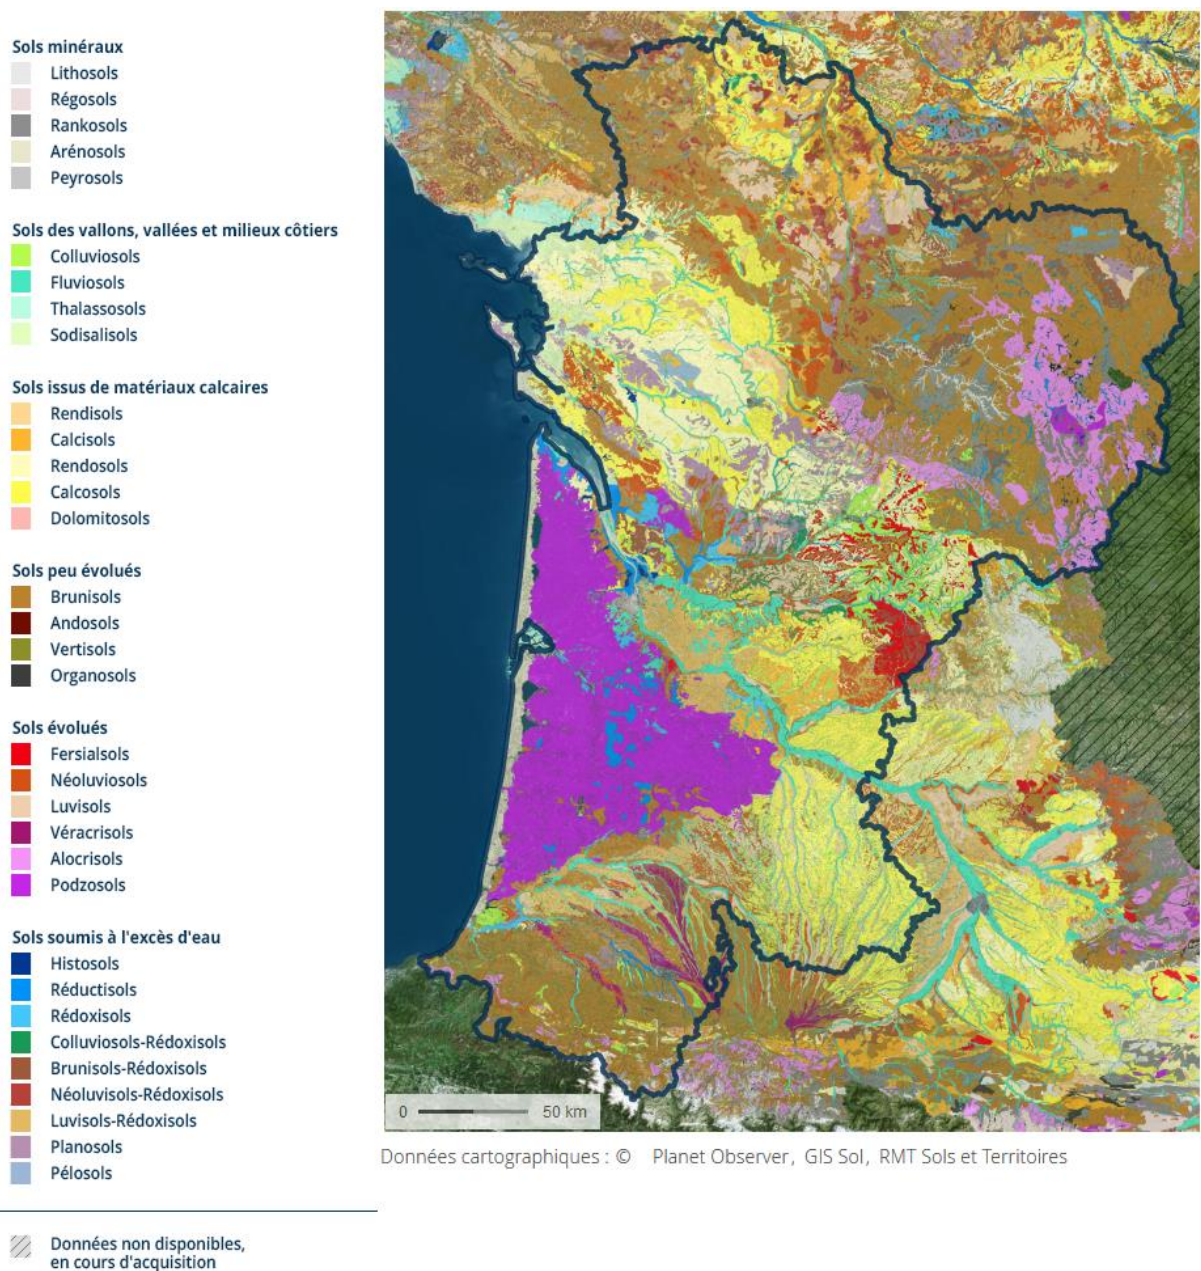 Sols minéraux
Lithosols
Régosols
Rankosols
Arénosols
Peyrosols
Sols des vallons, vallées et milieux côtiers
Colluviosols
Fluviosols
Thalassosols
Sodisalisols
Sols issus de matériaux calcaires
Rendisols
Calcisols
Rendosols
Calcosols
Dolomitosols
Sols peu évolués
Brunisols
Andosols
Vertisols
Organosols
Sols évolués
Fersialsols
Néoluviosols
Luvisols
Véracrisols
Alocrisols
Podzosols
Sols soumis à l'excès d'eau
Histosols
Réductisols
Rédoxisols
Colluviosols-Rédoxisols
Brunisols-Rédoxisols
Néoluvisols-Rédoxisols
Luvisols-Rédoxisols
Planosols
Pélosols
Données non disponibles,
en cours d'acquisition
0 50 km
Données cartographiques : © Planet Observer, GIS Sol, RMT Sols et Territoires